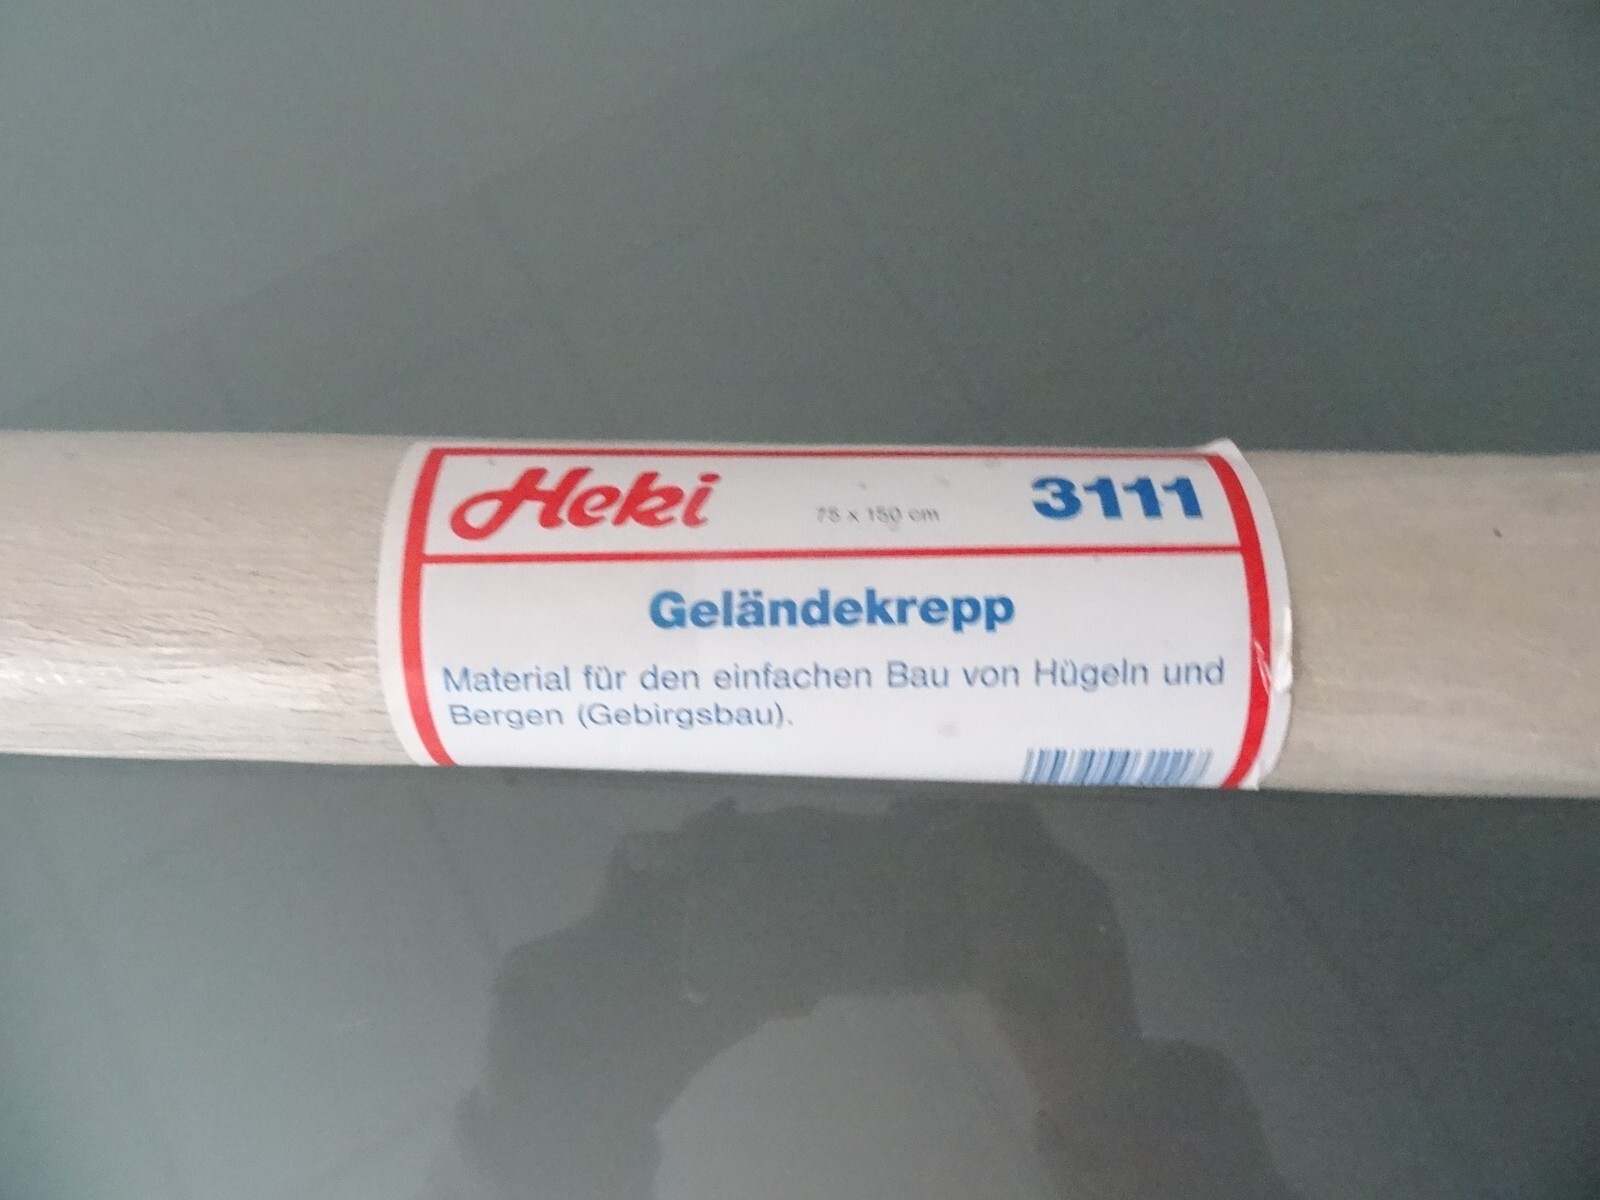 Heki 75 x 150 cm 3111
Geländekrepp
Material für den einfachen Bau von Hügeln und
Bergen (Gebirgsbau).